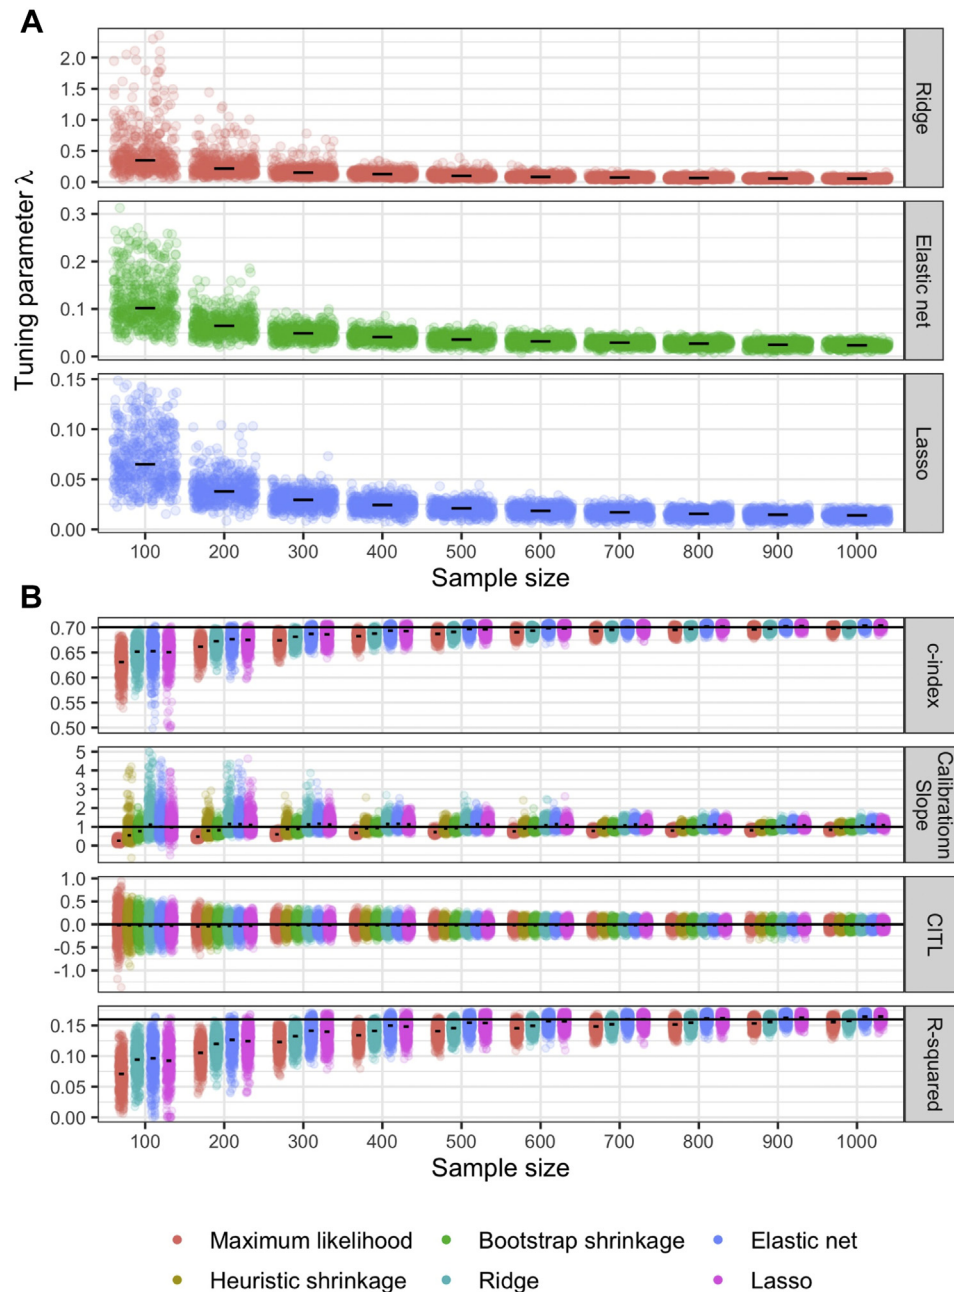 A
Tuning parameter λ
2.0
1.5
1.0
0.5
0.0
Ridge
0.3
0.2
0.1
0.0
Elastic net
0.15
0.10
0.05
0.00
Lasso
100 200 300 400 500 600 700 800 900 1000
Sample size
B
0.70
0.65
0.60
0.55
0.50
c-index
5
4
3
2
1
0
Calibrationn
Slope
1.0
0.5
0.0
-0.5
-1.0
CITL
0.15
0.10
0.05
0.00
R-squared
100 200 300 400 500 600 700 800 900 1000
Sample size
Maximum likelihood Bootstrap shrinkage Elastic net
Heuristic shrinkage Ridge Lasso